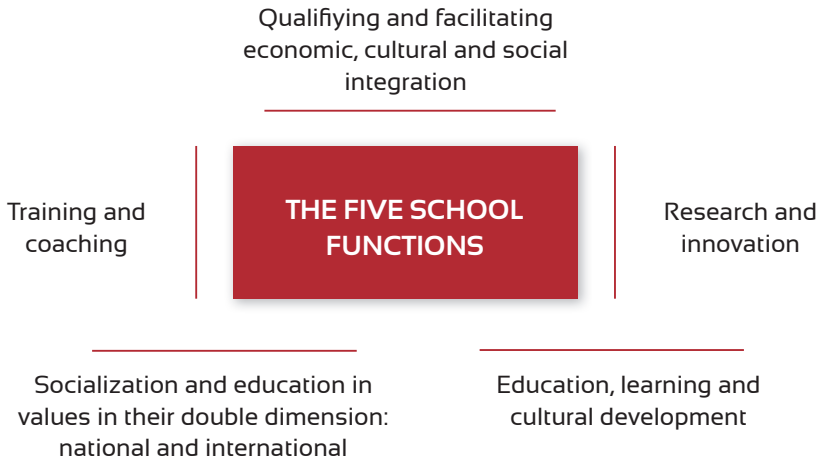 Qualifiying and facilitating
economic, cultural and social
integration
Training and
coaching
THE FIVE SCHOOL
FUNCTIONS
Research and
innovation
Socialization and education in
values in their double dimension:
national and international
Education, learning and
cultural development